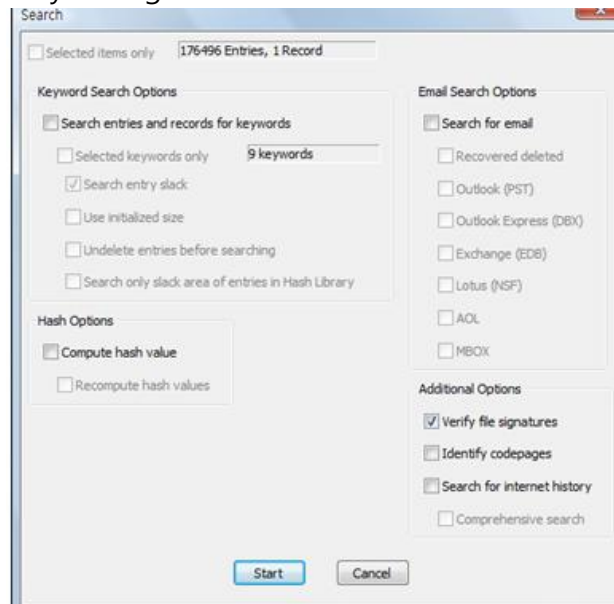 Search
Selected items only
176496 Entries, 1 Record
Keyword Search Options
Search entries and records for keywords
Selected keywords only
9 keywords
Search entry slack
Use initialized size
Undelete entries before searching
Search only slack area of entries in Hash Library
Hash Options
Compute hash value
Recompute hash values
Email Search Options
Search for email
Recovered deleted
Outlook (PST)
Outlook Express (DBX)
Exchange (EDB)
Lotus (NSF)
AOL
MBOX
Additional Options
Verify file signatures
Identify codepages
Search for internet history
Comprehensive search
Start
Cancel